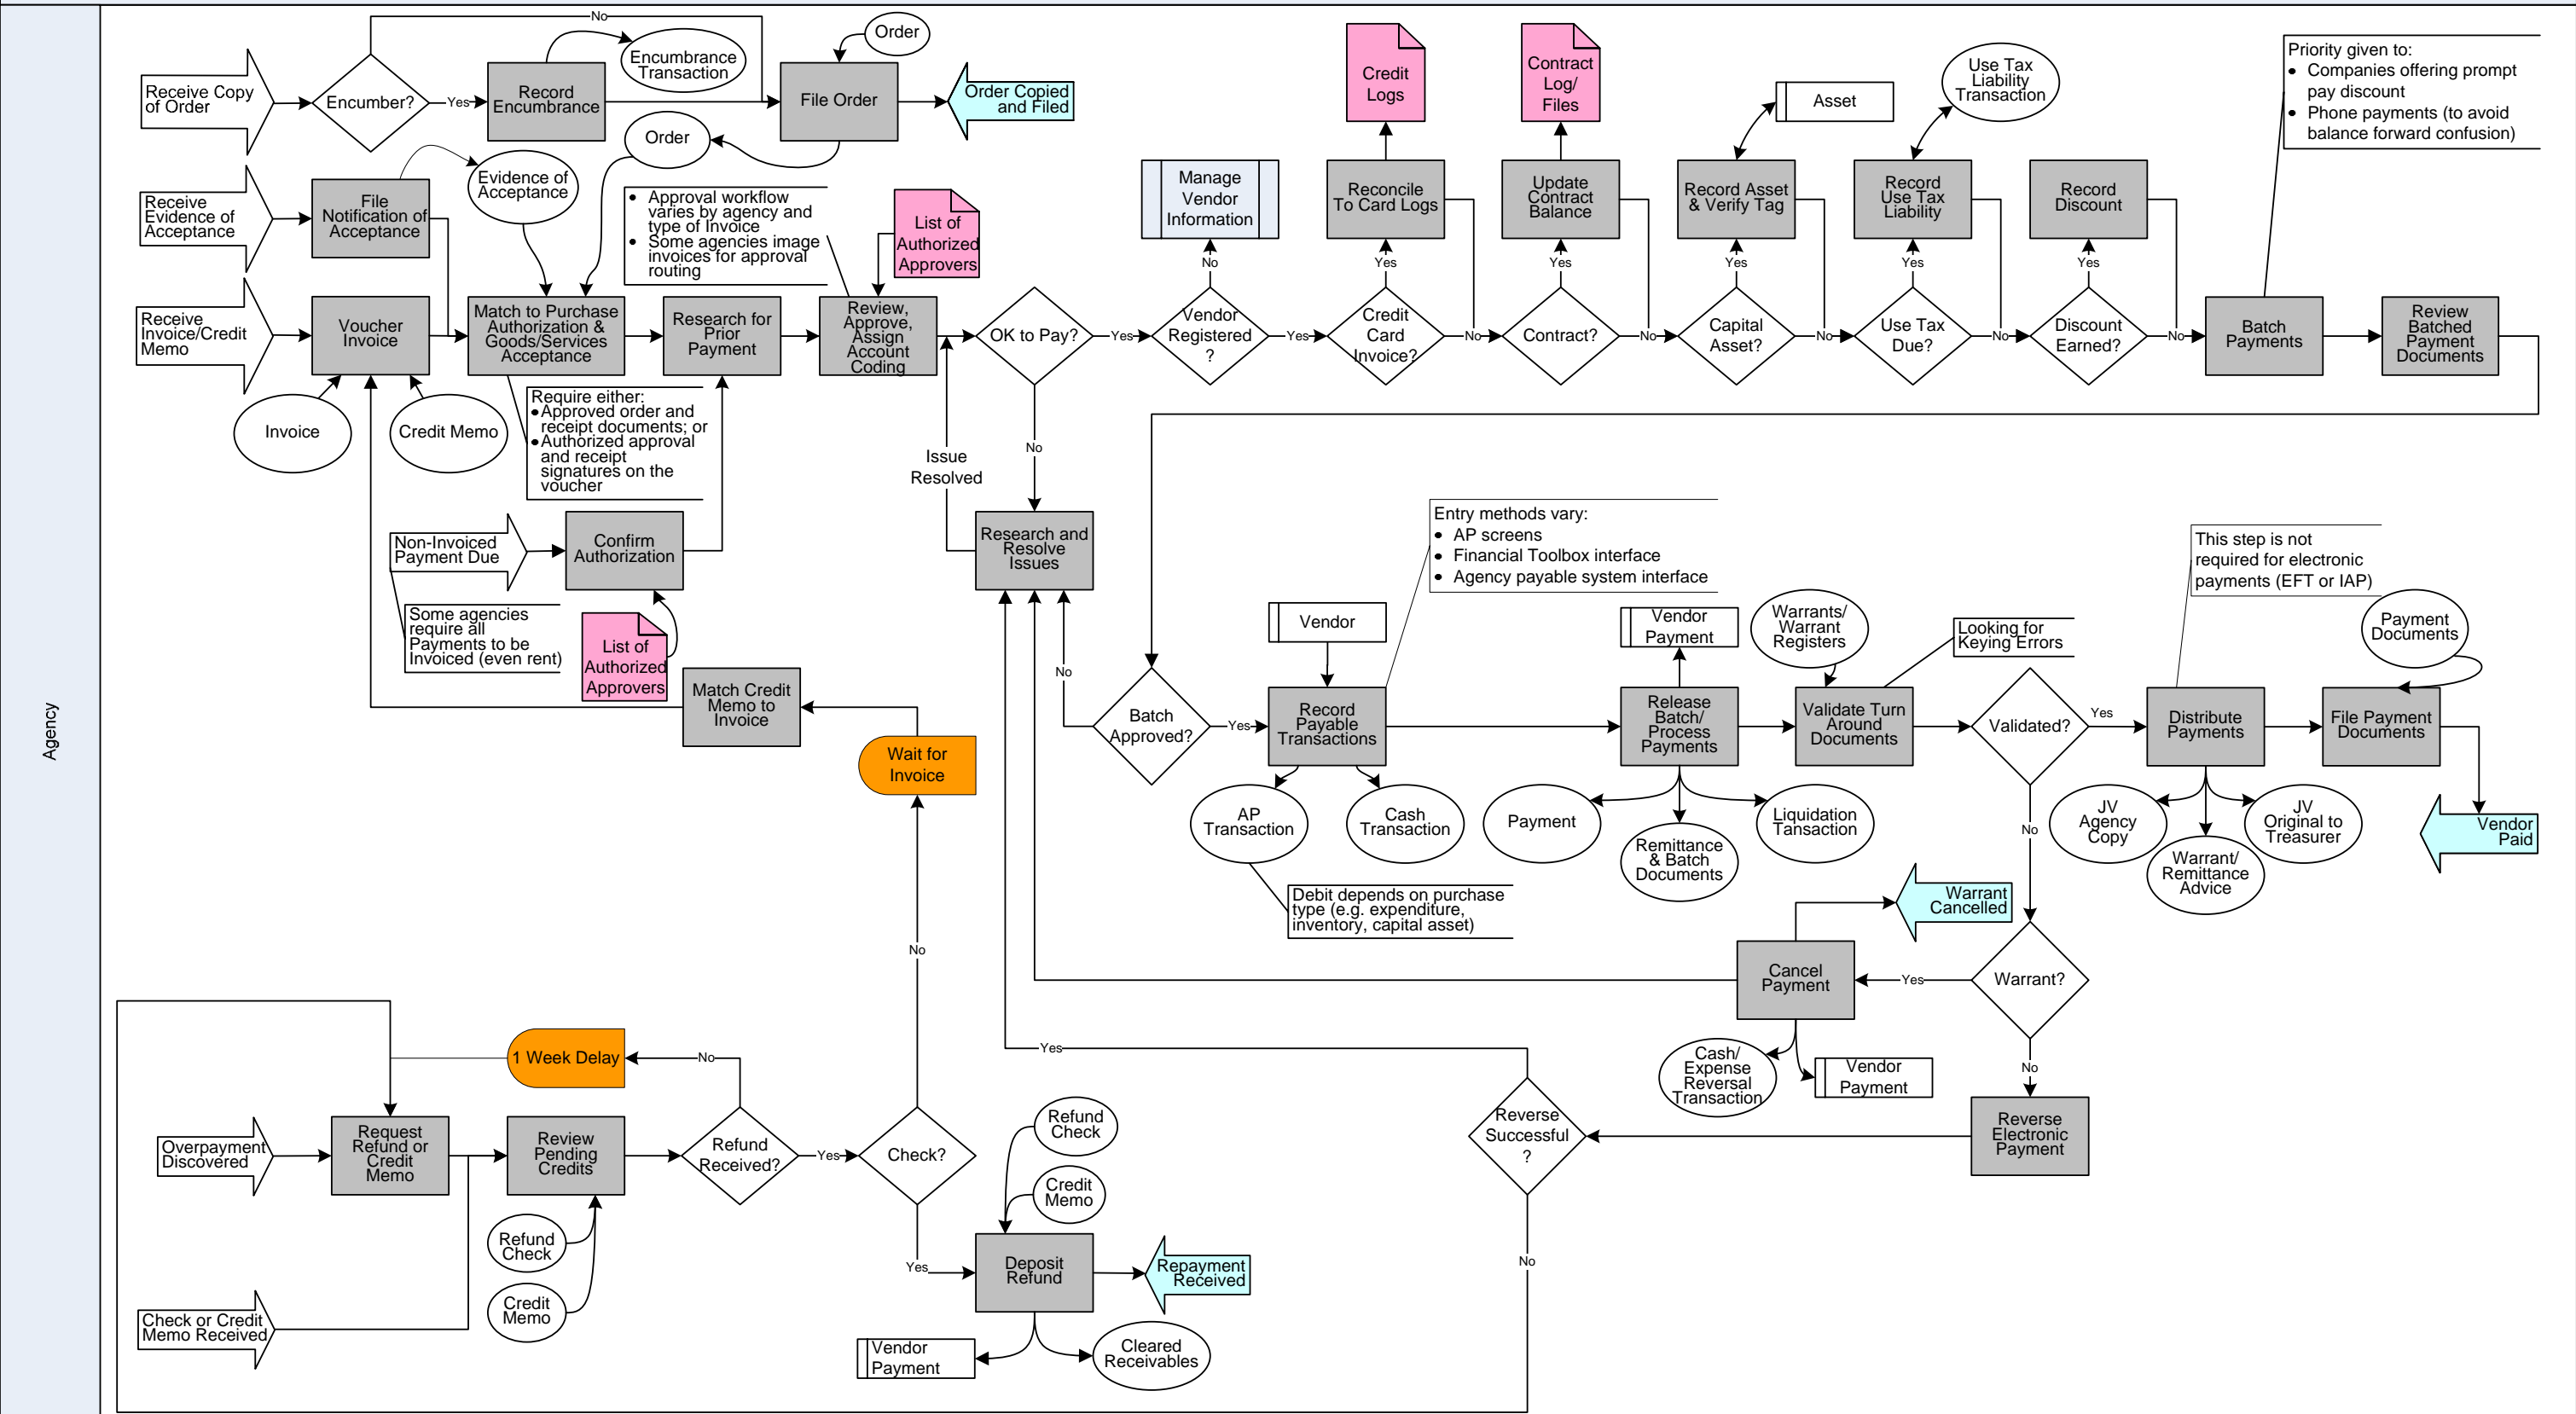 Agency
No
Receive Copy
of Order
Encumber?
Yes
Record
Encumbrance
Encumbrance
Transaction
File Order
Order
Order Copied
and Filed
Order
Receive
Evidence of
Acceptance
File
Notification of
Acceptance
Evidence of
Acceptance
• Approval workflow
varies by agency and
type of Invoice
• Some agencies image
invoices for approval
routing
List of
Authorized
Approvers
Receive
Invoice/Credit
Memo
Voucher
Invoice
Invoice
Credit Memo
Match to Purchase
Authorization &
Goods/Services
Acceptance
Require either:
• Approved order and
receipt documents; or
• Authorized approval
and receipt
signatures on the
voucher
Research for
Prior
Payment
Review,
Approve,
Assign
Account
Coding
OK to Pay?
Yes
No
Issue
Resolved
Research and
Resolve
Issues
Vendor
Registered
?
No
Manage
Vendor
Information
Yes
Credit
Card
Invoice?
Yes
Reconcile
To Card Logs
Credit
Logs
No
Contract?
Yes
Update
Contract
Balance
Contract
Log/
Files
No
Capital
Asset?
Yes
Record Asset
& Verify Tag
Asset
No
Use Tax
Due?
Yes
Record
Use Tax
Liability
Use Tax
Liability
Transaction
No
Discount
Earned?
Yes
Record
Discount
No
Batch
Payments
Priority given to:
• Companies offering prompt
pay discount
• Phone payments (to avoid
balance forward confusion)
Review
Batched
Payment
Documents
Non-Invoiced
Payment Due
Confirm
Authorization
Some agencies
require all
Payments to be
Invoiced (even rent)
List of
Authorized
Approvers
Match Credit
Memo to
Invoice
Wait for
Invoice
No
Batch
Approved?
Yes
Vendor
Record
Payable
Transactions
Entry methods vary:
• AP screens
• Financial Toolbox interface
• Agency payable system interface
AP
Transaction
Cash
Transaction
Debit depends on purchase
type (e.g. expenditure,
inventory, capital asset)
Vendor
Payment
Release
Batch/
Process
Payments
Payment
Remittance
& Batch
Documents
Liquidation
Tansaction
Warrants/
Warrant
Registers
Validate Turn
Around
Documents
Looking for
Keying Errors
Validated?
Yes
No
Distribute
Payments
This step is not
required for electronic
payments (EFT or IAP)
JV
Agency
Copy
Warrant/
Remittance
Advice
JV
Original to
Treasurer
File Payment
Documents
Payment
Documents
Vendor
Paid
Warrant
Cancelled
Cancel
Payment
Yes
Warrant?
No
Cash/
Expense
Reversal
Transaction
Vendor
Payment
Reverse
Electronic
Payment
Reverse
Successful
?
Yes
No
1 Week Delay
No
Overpayment
Discovered
Request
Refund or
Credit
Memo
Review
Pending
Credits
Refund
Received?
Yes
Check?
No
Yes
Refund
Check
Credit
Memo
Check or Credit
Memo Received
Refund
Check
Credit
Memo
Deposit
Refund
Repayment
Received
Vendor
Payment
Cleared
Receivables